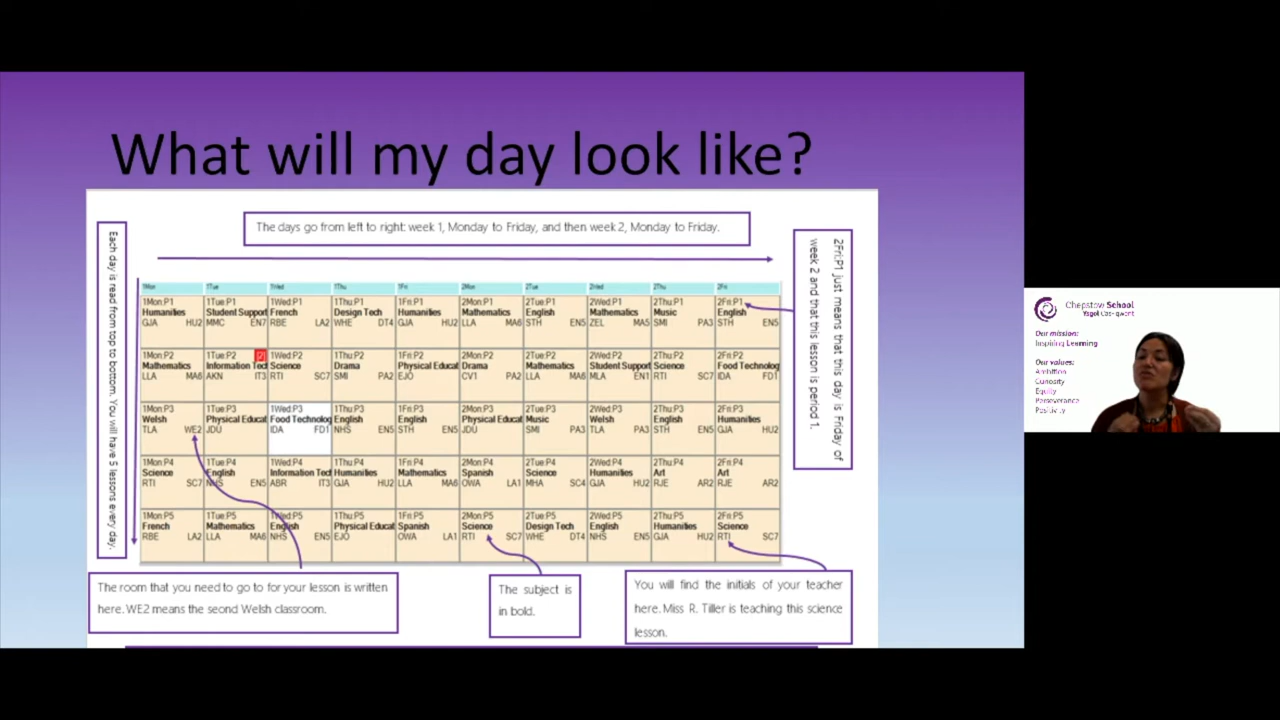 What will my day look like?
The days go from left to right: week 1, Monday to Friday, and then week 2, Monday to Friday.
Each day is read from top to bottom. You will have 5 lessons every day.
2Fri:P1 just means that this day is Friday of
week 2 and that this lesson is period 1.
1Mon 1Tue 1Wed 1Thu 1Fri 2Mon 2Tue 2Wed 2Thu 2Fri
1Mon:P1 1Tue:P1 1Wed:P1 1Thu:P1 1Fri:P1 2Mon:P1 2Tue:P1 2Wed:P1 2Thu:P1 2Fri:P1
Humanities Student Support French Design Tech Humanities Mathematics English Mathematics Music English
GJA HU2 MMC EN7 RBE LA2 WHE DT4 GJA HU2 LLA MA6 STH EN5 ZEL MA5 SMI PA3 STH EN5
1Mon:P2 1Tue:P2 1Wed:P2 1Thu:P2 1Fri:P2 2Mon:P2 2Tue:P2 2Wed:P2 2Thu:P2 2Fri:P2
Mathematics Information Tec Science Drama Physical Educat Drama Mathematics Student Support Science Food Technolog
LLA MA6 AKN IT3 RTI SC7 SMI PA2 EJO CV1 PA2 LLA MA6 MLA EN1 RTI SC7 IDA FD1
1Mon:P3 1Tue:P3 1Wed:P3 1Thu:P3 1Fri:P3 2Mon:P3 2Tue:P3 2Wed:P3 2Thu:P3 2Fri:P3
Welsh Physical Educat Food Technolog English English Physical Educat Music Welsh English Humanities
TLA WE2 JDU IDA FD1 NHS EN5 STH EN5 JDU SMI PA3 TLA PA3 STH EN5 GJA HU2
1Mon:P4 1Tue:P4 1Wed:P4 1Thu:P4 1Fri:P4 2Mon:P4 2Tue:P4 2Wed:P4 2Thu:P4 2Fri:P4
Science English Information Tect Humanities Mathematics Spanish Science Humanities Art Art
RTI SC7 NHS EN5 ABR IT3 GJA HU2 LLA MA6 OWA LA1 MHA SC4 GJA HU2 RJE AR2 RJE AR2
1Mon:P5 1Tue:P5 1Wed:P5 1Thu:P5 1Fri:P5 2Mon:P5 2Tue:P5 2Wed:P5 2Thu:P5 2Fri:P5
French Mathematics English Physical Educat Spanish Science Design Tech English Humanities Science
RBE LA2 LLA MA6 NHS EN5 EJO OWA LA1 RTI SC7 WHE DT4 NHS EN5 GJA HU2 RTI SC7
The room that you need to go to for your lesson is written
here. WE2 means the seond Welsh classroom.
The subject is
in bold.
You will find the initials of your teacher
here. Miss R. Tiller is teaching this science
lesson.
Chepstow School
Ysgol Cas-gwent
Our mission:
Inspiring Learning
Our values:
Ambition
Curiosity
Equity
Perseverance
Positivity